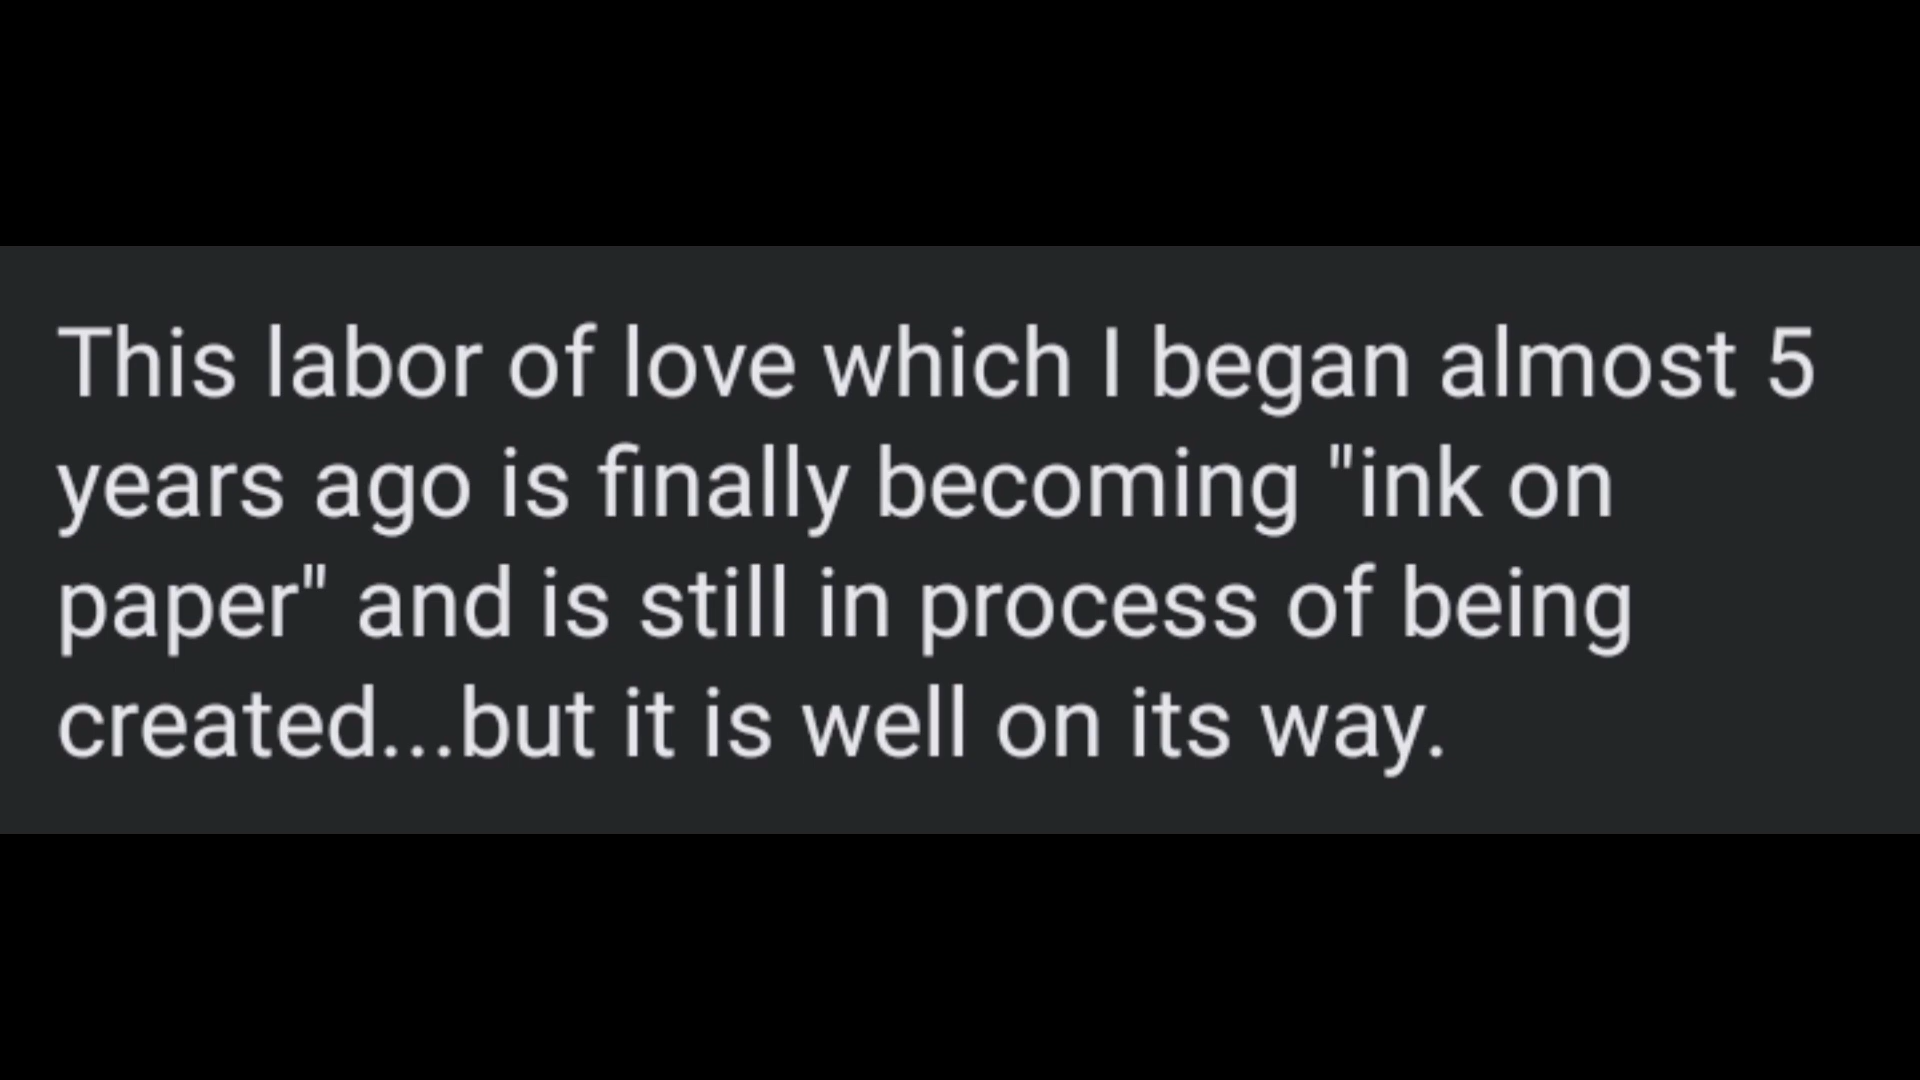 This labor of love which I began almost 5
years ago is finally becoming "ink on
paper" and is still in process of being
created...but it is well on its way.